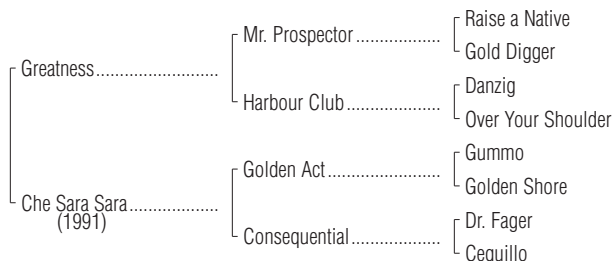 Raise a Native
Mr. Prospector ....................
Gold Digger
Greatness .............................
Danzig
Harbour Club ......................
Over Your Shoulder
Gummo
Golden Act ..........................
Golden Shore
Che Sara Sara .....................
(1991)
Dr. Fager
Consequential .....................
Cequillo